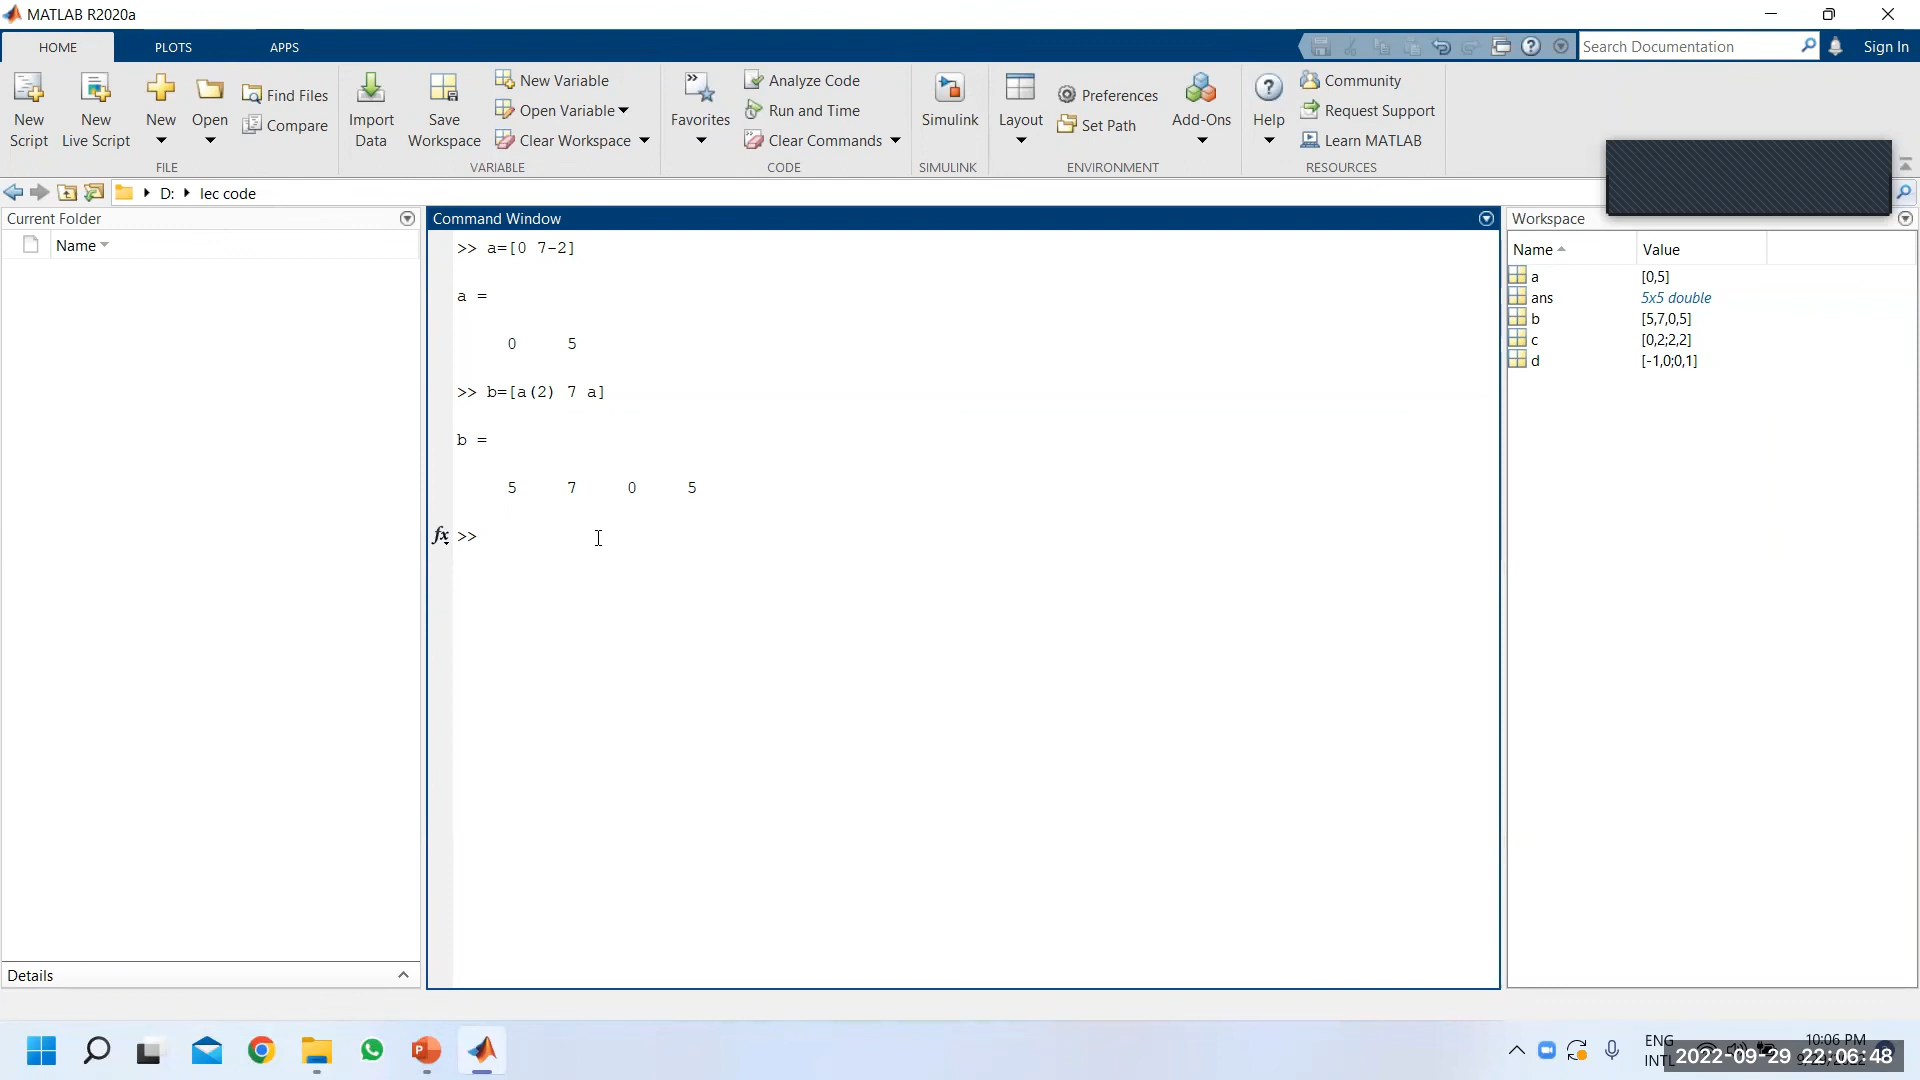 MATLAB R2020a
HOME PLOTS APPS
Search Documentation
Sign In
New Script
New Live Script
New
Open
Find Files
Compare
FILE
Import Data
Save Workspace
New Variable
Open Variable
Clear Workspace
VARIABLE
Favorites
Analyze Code
Run and Time
Clear Commands
CODE
Simulink
SIMULINK
Layout
Preferences
Set Path
Add-Ons
ENVIRONMENT
Help
Community
Request Support
Learn MATLAB
RESOURCES
D: lec code
Current Folder
Name
Details
Command Window
>> a=[0 7-2]
a =
0 5
>> b=[a(2) 7 a]
b =
5 7 0 5
fx >>
Workspace
Name Value
a [0,5]
ans 5x5 double
b [5,7,0,5]
c [0,2;2,2]
d [-1,0;0,1]
ENG
INTL
10:06 PM
2022-09-29 22:06:48